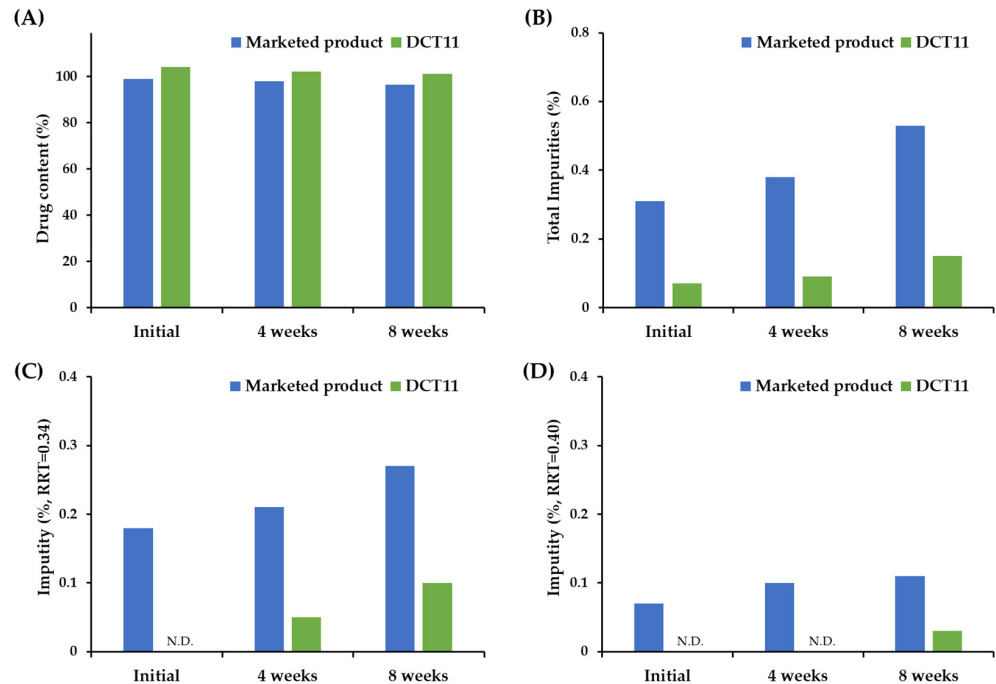 (A)
Marketed product DCT11
Drug content (%)
100
80
60
40
20
0
Initial 4 weeks 8 weeks
(B)
Marketed product DCT11
Total Impurities (%)
0.8
0.6
0.4
0.2
0
Initial 4 weeks 8 weeks
(C)
Marketed product DCT11
Imputity (%, RRT=0.34)
0.4
0.3
0.2
0.1
0
N.D.
Initial 4 weeks 8 weeks
(D)
Marketed product DCT11
Imputity (%, RRT=0.40)
0.4
0.3
0.2
0.1
0
N.D. N.D.
Initial 4 weeks 8 weeks